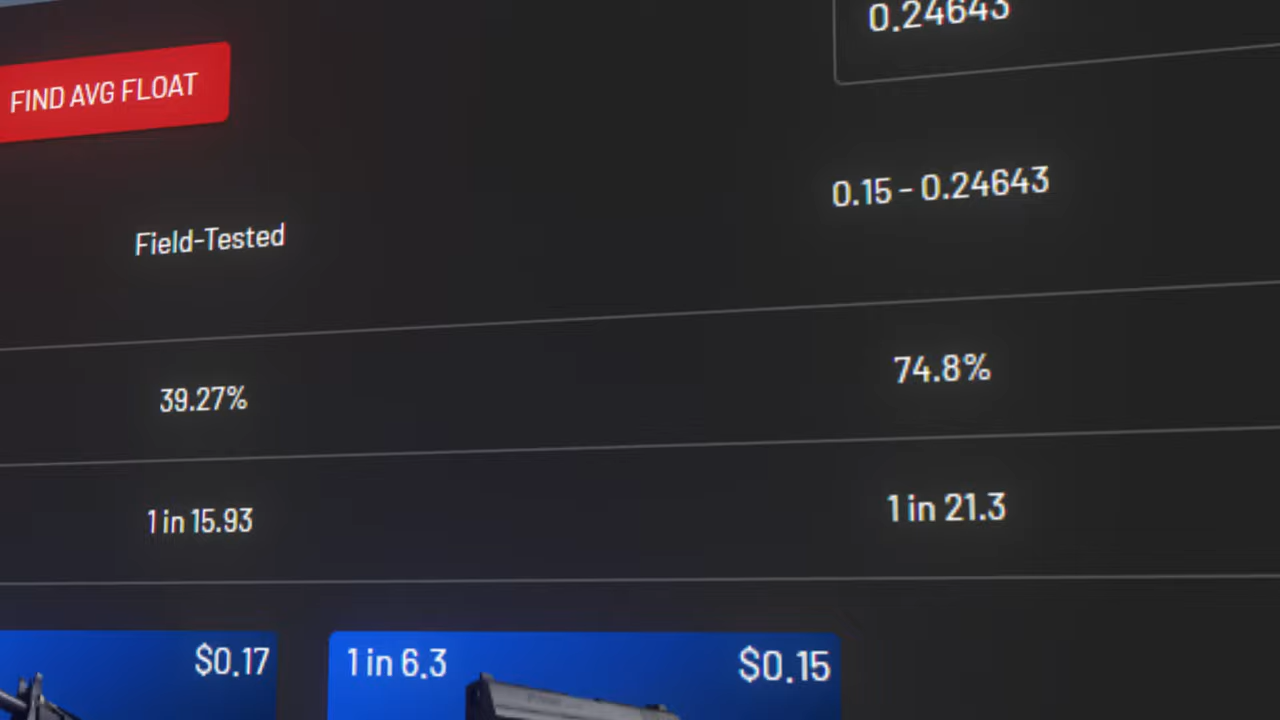 0.24643
FIND AVG FLOAT
0.15 - 0.24643
Field-Tested
39.27%
74.8%
1 in 15.93
1 in 21.3
$0.17
1 in 6.3
$0.15